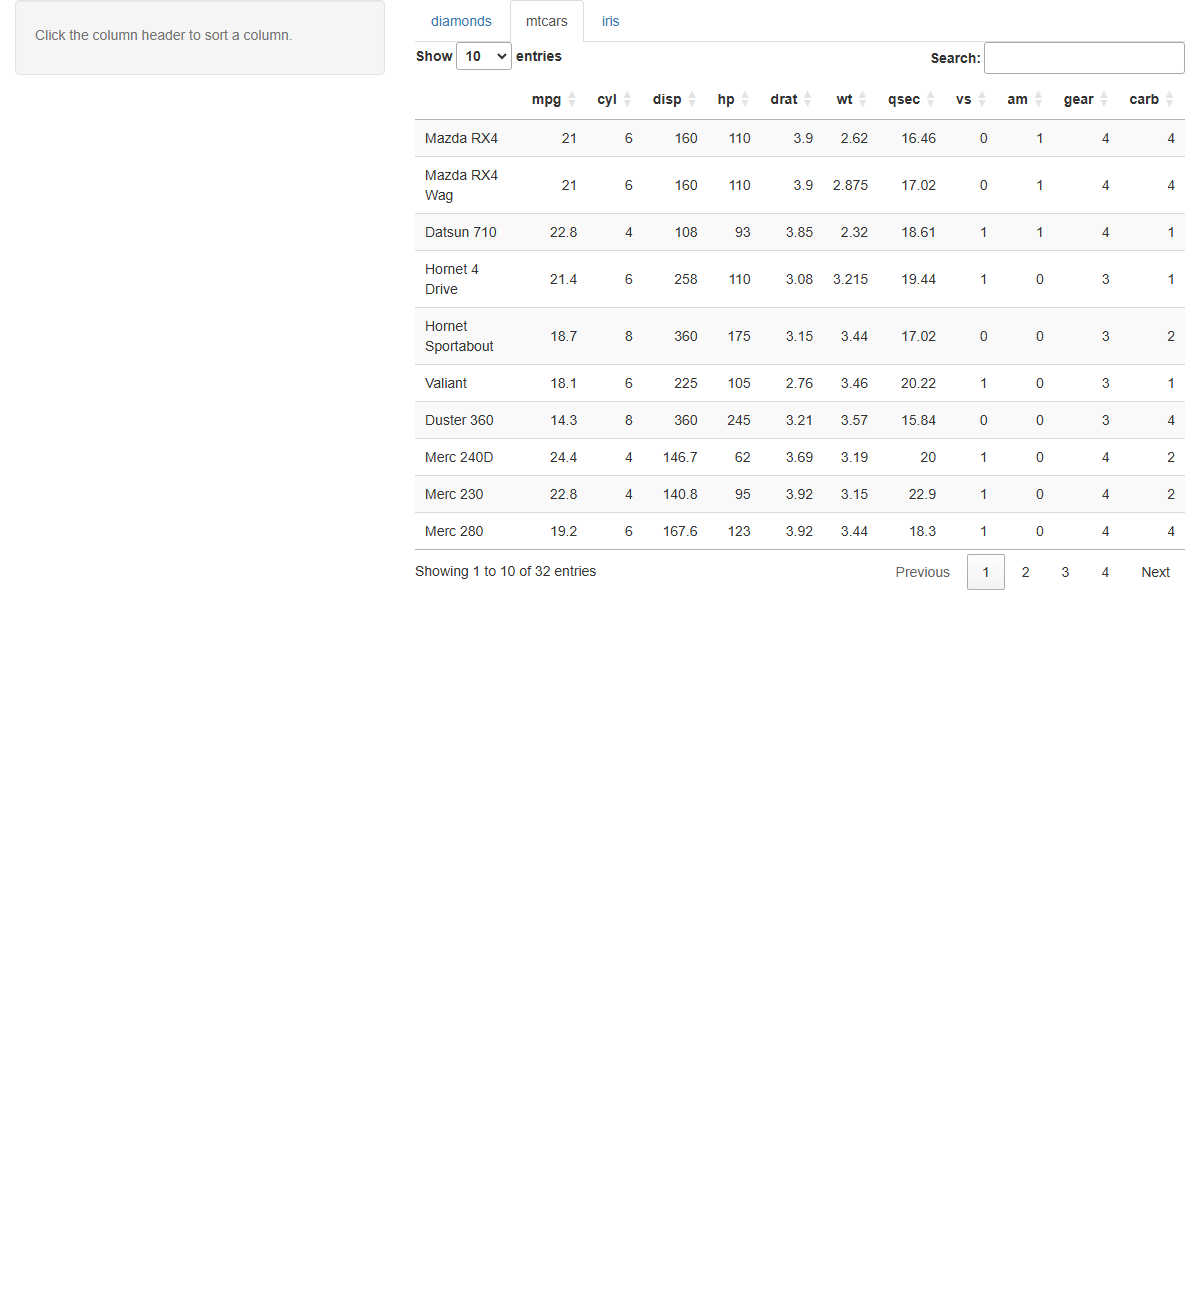 Click the column header to sort a column.
diamonds mtcars iris
Show 10 entries Search:
mpg cyl disp hp drat wt qsec vs am gear carb
Mazda RX4 21 6 160 110 3.9 2.62 16.46 0 1 4 4
Mazda RX4
Wag 21 6 160 110 3.9 2.875 17.02 0 1 4 4
Datsun 710 22.8 4 108 93 3.85 2.32 18.61 1 1 4 1
Hornet 4
Drive 21.4 6 258 110 3.08 3.215 19.44 1 0 3 1
Hornet
Sportabout 18.7 8 360 175 3.15 3.44 17.02 0 0 3 2
Valiant 18.1 6 225 105 2.76 3.46 20.22 1 0 3 1
Duster 360 14.3 8 360 245 3.21 3.57 15.84 0 0 3 4
Merc 240D 24.4 4 146.7 62 3.69 3.19 20 1 0 4 2
Merc 230 22.8 4 140.8 95 3.92 3.15 22.9 1 0 4 2
Merc 280 19.2 6 167.6 123 3.92 3.44 18.3 1 0 4 4
Showing 1 to 10 of 32 entries Previous 1 2 3 4 Next